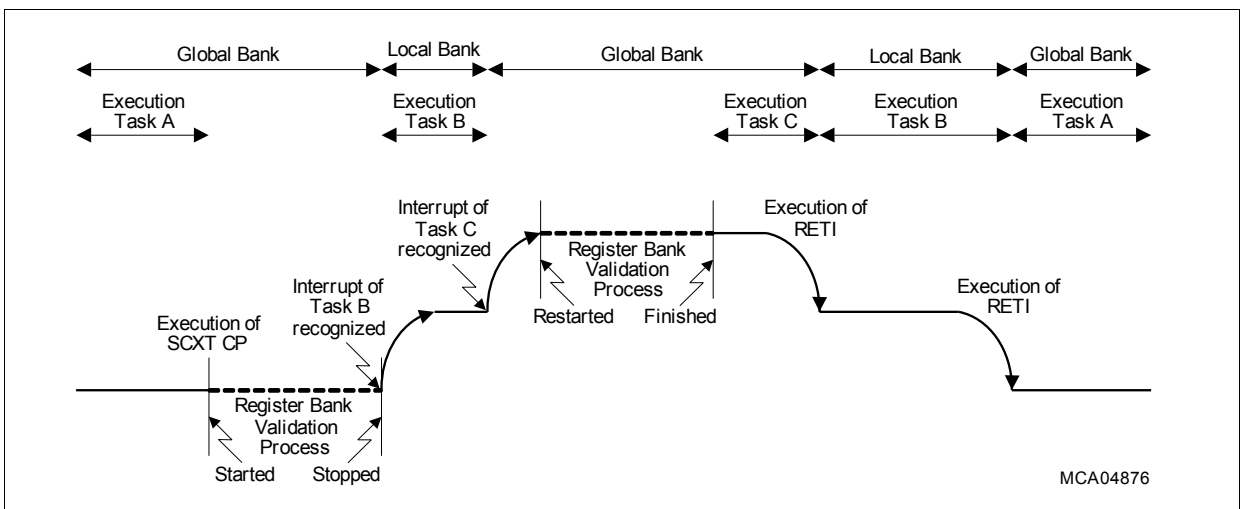 Global Bank
Local Bank
Global Bank
Local Bank
Global Bank
Execution
Task A
Execution
Task B
Execution
Task C
Execution
Task B
Execution
Task A
Interrupt of
Task C
recognized
Execution of
RETI
Register Bank
Validation
Process
Interrupt of
Task B
recognized
Restarted
Finished
Execution of
RETI
Execution of
SCXT CP
Register Bank
Validation
Process
Started
Stopped
MCA04876